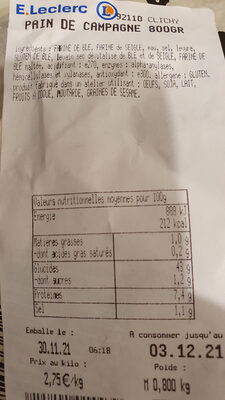 E.Leclerc L 92110 CLICHY
PAIN DE CAMPAGNE 800GR
Ingrédients : FARINE DE BLE, FARINE de SEIGLE, eau, sel, levure,
GLUTEN DE BLE, levain sec dévitalisé de BLE et de SEIGLE, FARINE DE
BLE maltée, acidifiant : e270, enzymes : alpha-amylases,
hémicellulases et xylanases, antioxydant : e300. allergène : GLUTEN.
produit fabriqué dans un atelier utilisant : OEUFS, SOJA, LAIT,
FRUITS A COQUE, MOUTARDE, GRAINES DE SESAME.
Valeurs nutritionnelles moyennes pour 100g
Energie 888 kJ
212 kcal
Matières grasses 1,0 g
-dont acides gras saturés 0,2 g
Glucides 43 g
-dont sucres 1,2 g
Protéines 7,4 g
Sel 1,1 g
Emballé le : A consommer jusqu'au
30.11.21 06:18 03.12.21
Prix au kilo : Poids :
2,75€/kg M 0,800 kg